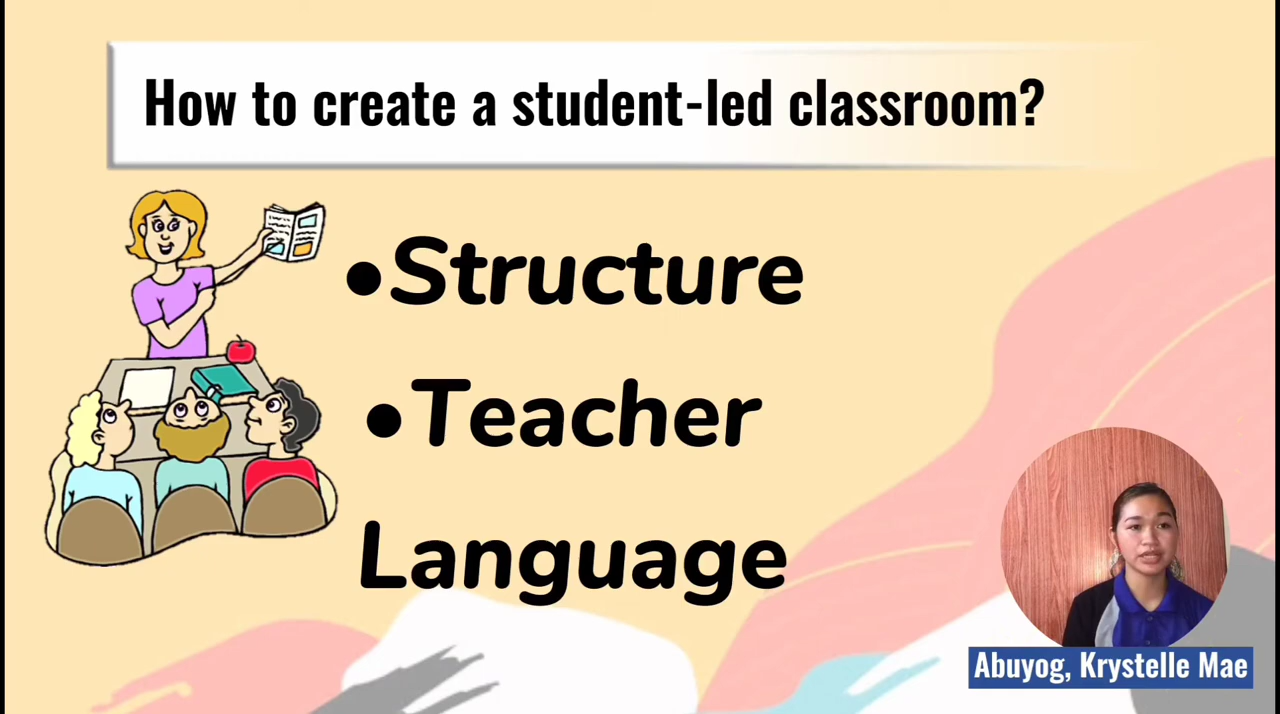 How to create a student-led classroom?
•Structure
•Teacher
Language
Abuyog, Krystelle Mae